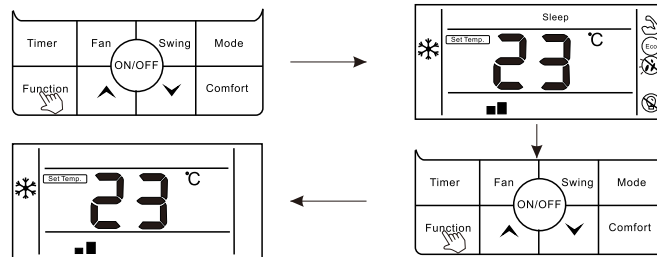 Timer Fan Swing Mode
ON/OFF
Function Comfort
Sleep
Set Temp. 23 °C
Eco
Set Temp. 23 °C
Timer Fan Swing Mode
ON/OFF
Function Comfort